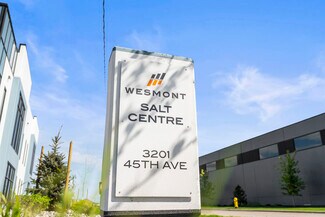 WESMONT
SALT
CENTRE
3201
45TH AVE